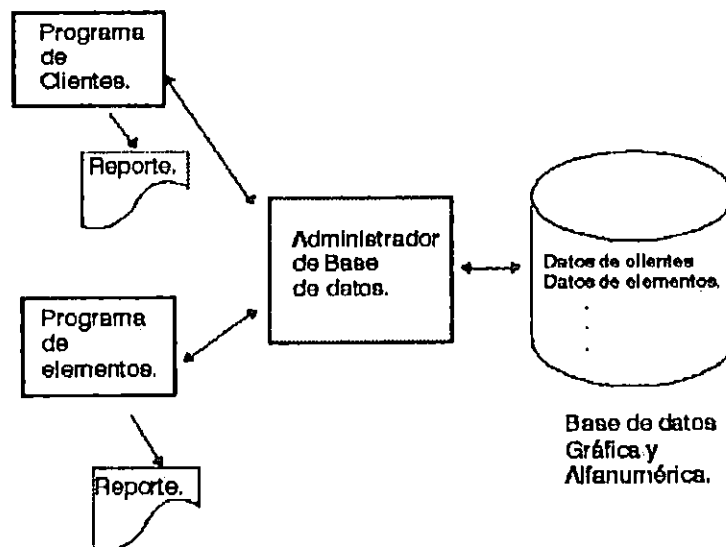 Programa
de
Clientes.
Reporte.
Administrador
de Base
de datos.
Datos de clientes
Datos de elementos.
.
.
.
Programa
de
elementos.
Reporte.
Base de datos
Gráfica y
Alfanumérica.